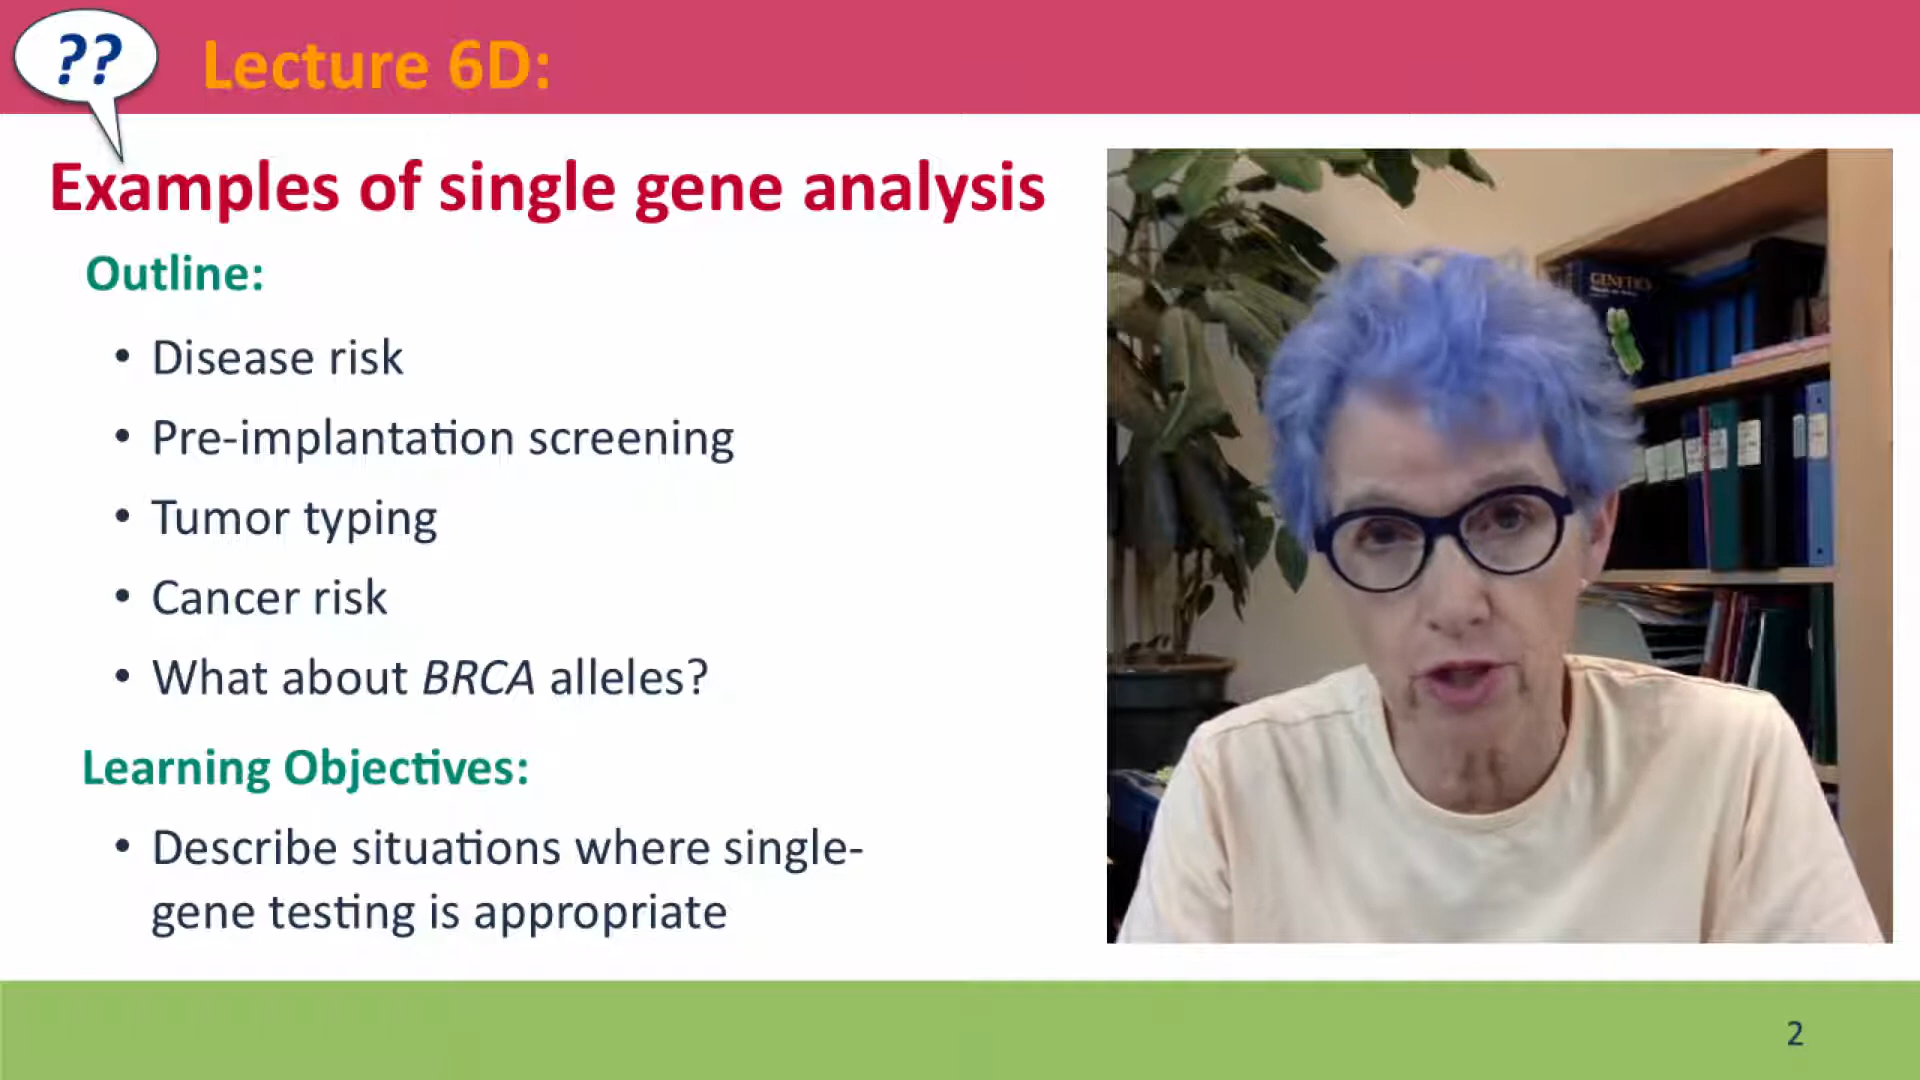 ??
Lecture 6D:
Examples of single gene analysis
Outline:
• Disease risk
• Pre-implantation screening
• Tumor typing
• Cancer risk
• What about BRCA alleles?
Learning Objectives:
• Describe situations where single-
gene testing is appropriate
GENETICS
2